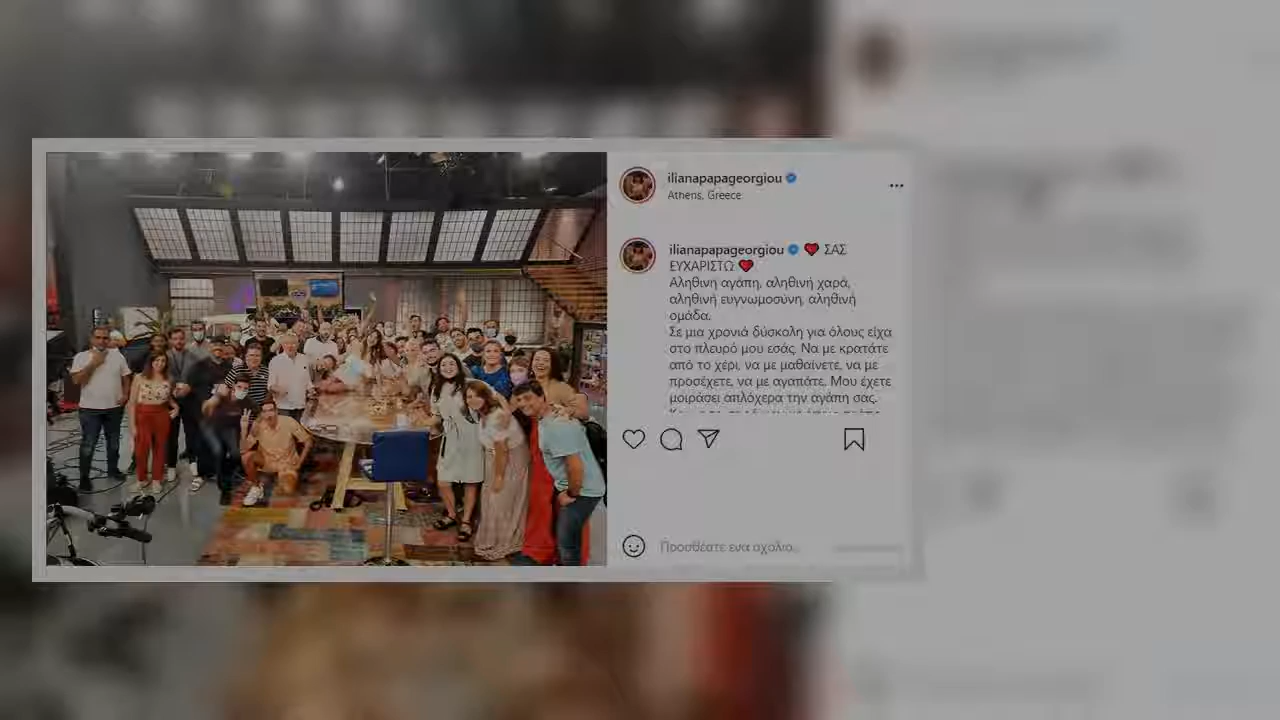 ilianapapageorgiou
Athens, Greece
ilianapapageorgiou ❤ ΣΑΣ
ΕΥΧΑΡΙΣΤΩ ❤
Αληθινή αγάπη, αληθινή χαρά,
αληθινή ευγνωμοσύνη, αληθινή
ομάδα.
Σε μια χρονιά δύσκολη για όλους είχα
στο πλευρό μου εσάς. Να με κρατάτε
από το χέρι, να με μαθαίνετε, να με
προσέχετε, να με αγαπάτε. Μου έχετε
μοιράσει απλόχερα την αγάπη σας.
Προσθέστε ένα σχόλιο...